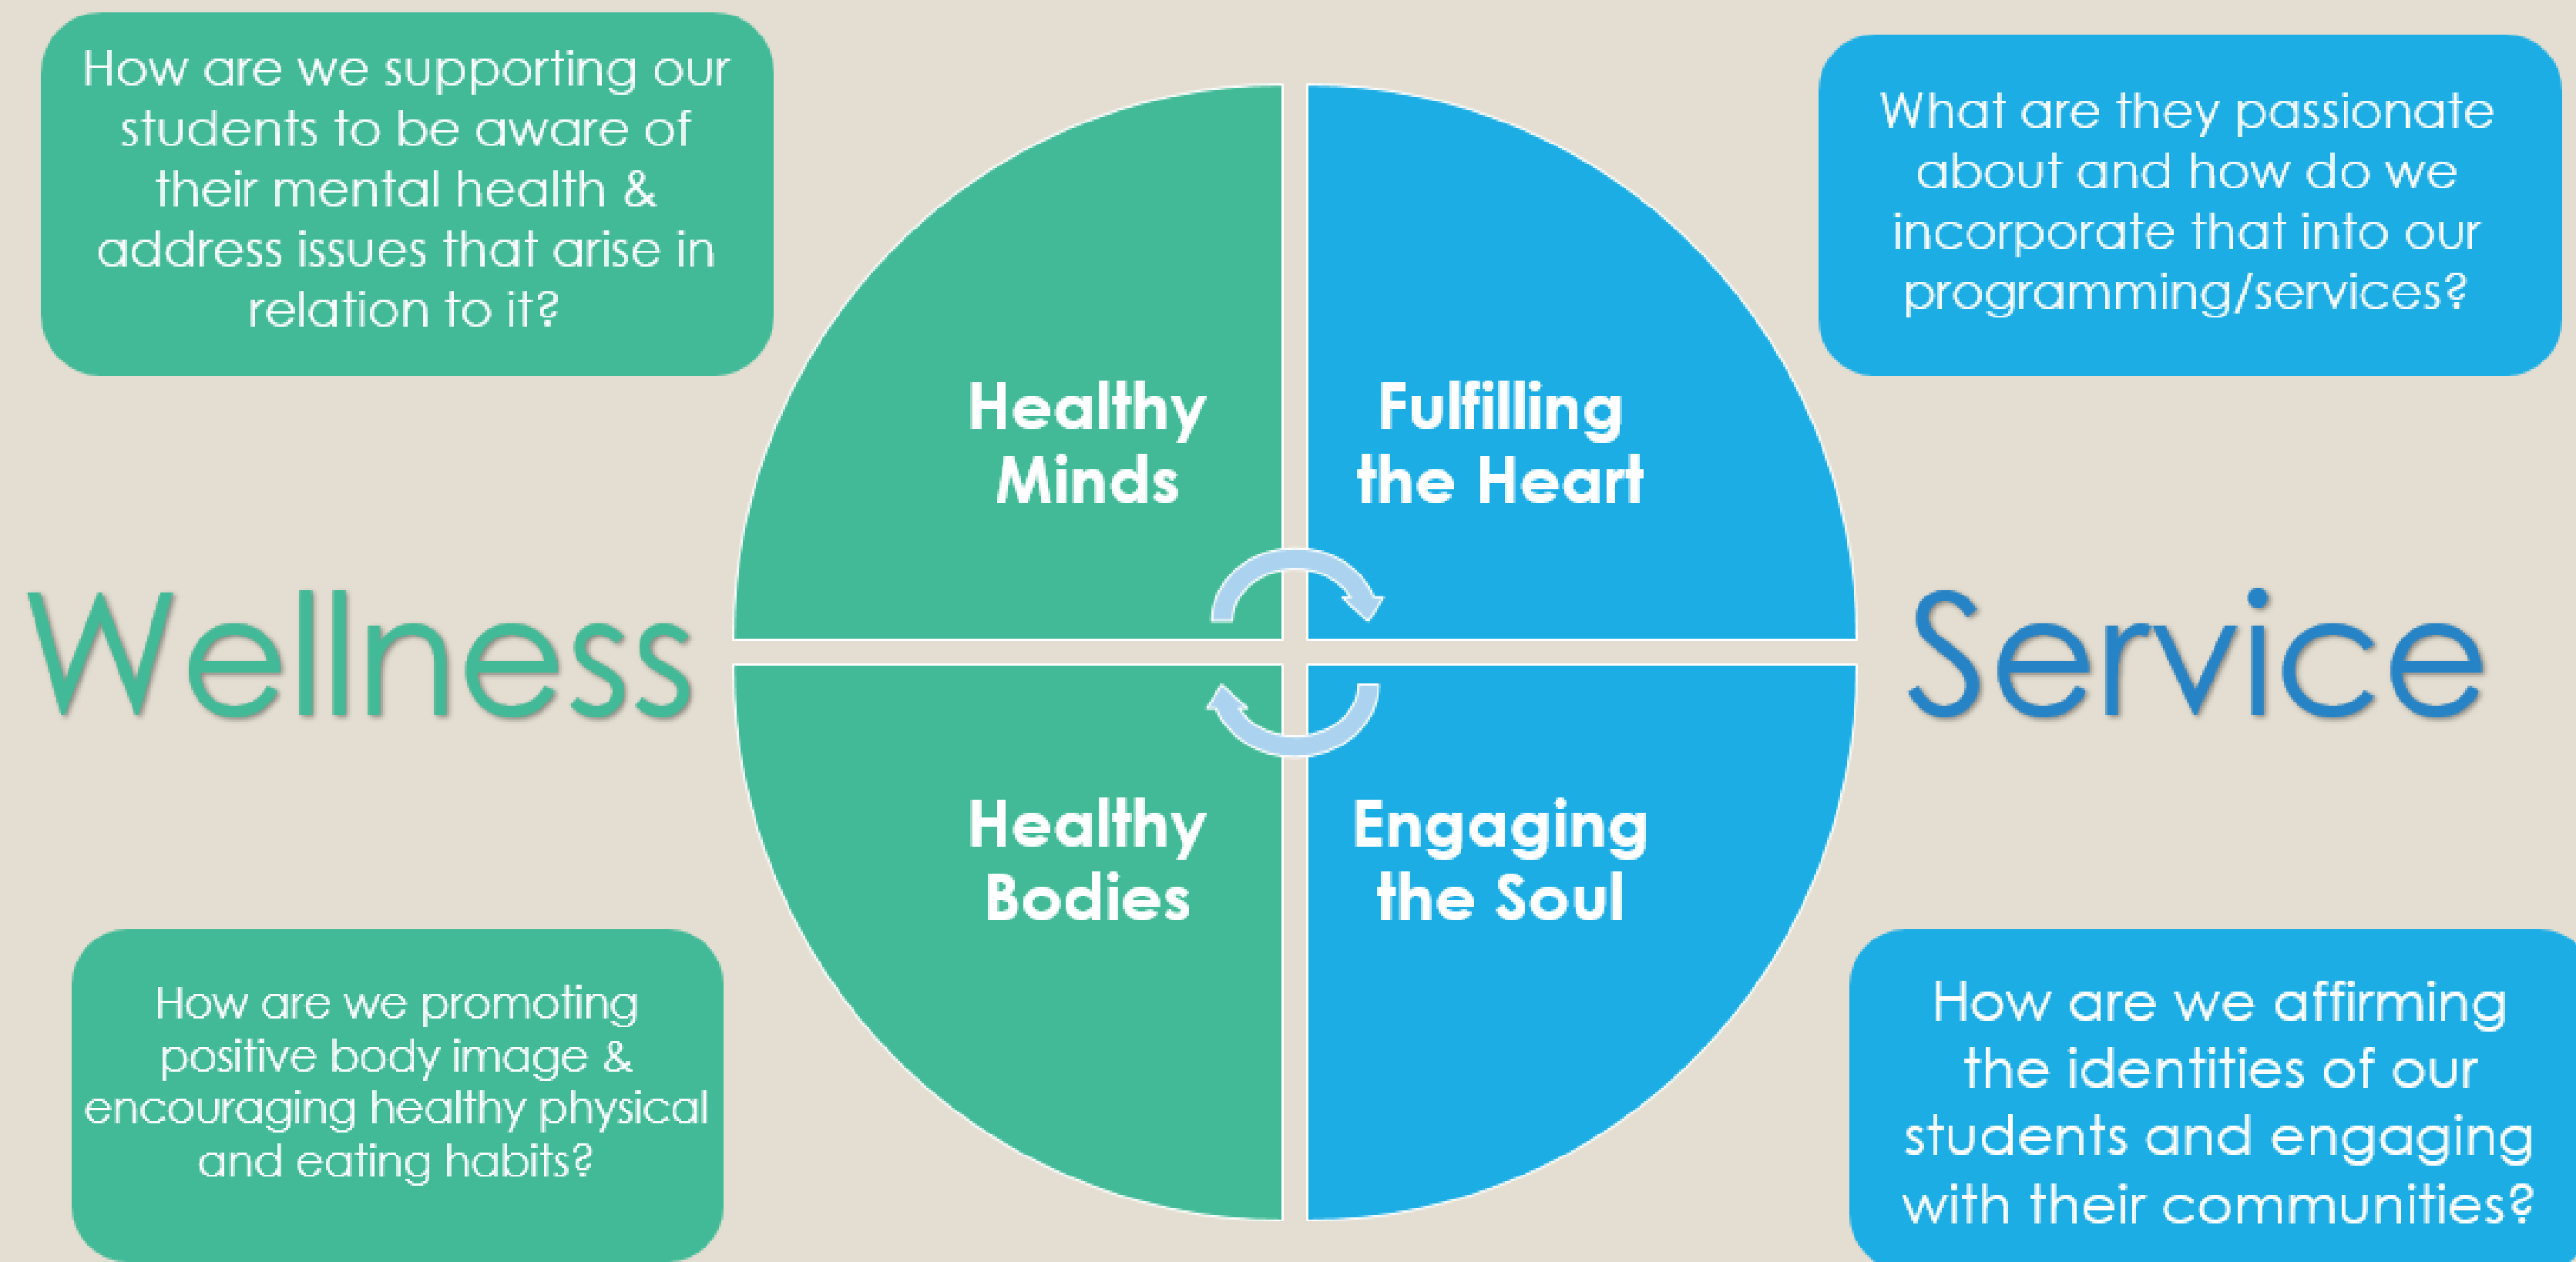 How are we supporting our
students to be aware of
their mental health &
address issues that arise in
relation to it?
What are they passionate
about and how do we
incorporate that into our
programming/services?
Healthy
Minds
Fulfilling
the Heart
Wellness
Service
Healthy
Bodies
Engaging
the Soul
How are we promoting
positive body image &
encouraging healthy physical
and eating habits?
How are we affirming
the identities of our
students and engaging
with their communities?